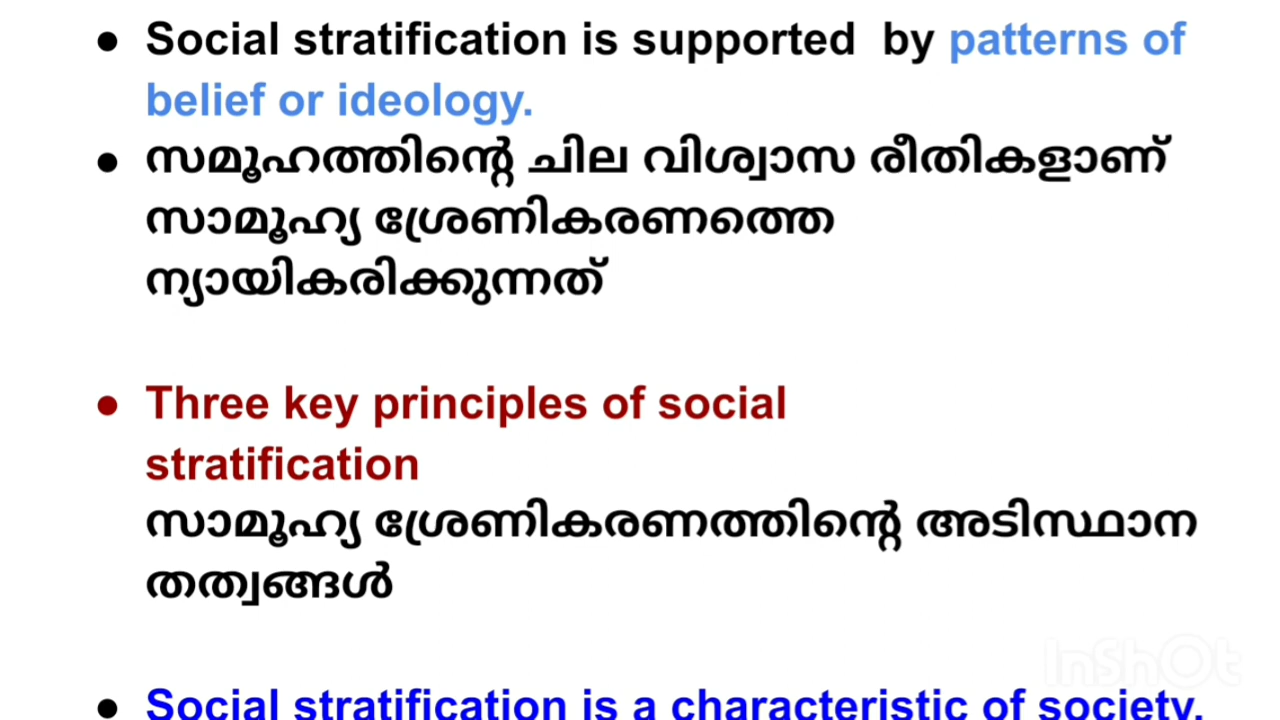 ● Social stratification is supported by patterns of
belief or ideology.
● സമൂഹത്തിന്റെ ചില വിശ്വാസ രീതികളാണ്
സാമൂഹ്യ ശ്രേണികരണത്തെ
ന്യായികരിക്കുന്നത്
● Three key principles of social
stratification
സാമൂഹ്യ ശ്രേണികരണത്തിന്റെ അടിസ്ഥാന
തത്വങ്ങൾ
● Social stratification is a characteristic of society.
InShOt